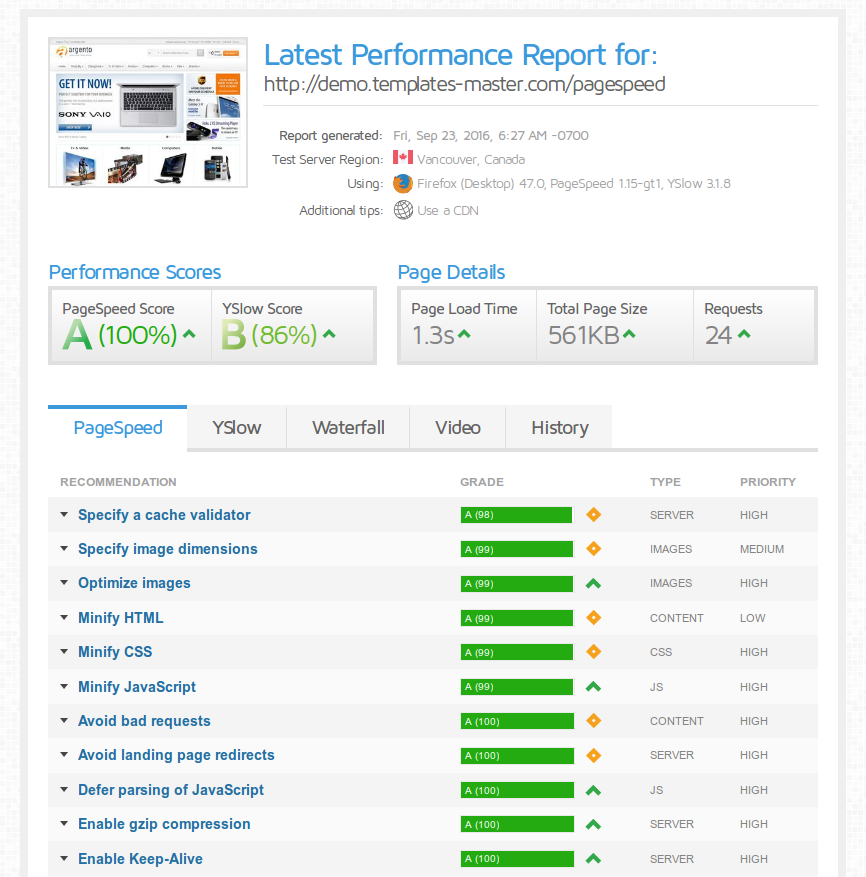 argento
GET IT NOW!
SONY VAIO
Latest Performance Report for:
http://demo.templates-master.com/pagespeed
Report generated: Fri, Sep 23, 2016, 6:27 AM -0700
Test Server Region: Vancouver, Canada
Using: Firefox (Desktop) 47.0, PageSpeed 1.15-gt1, YSlow 3.1.8
Additional tips: Use a CDN
Performance Scores
PageSpeed Score YSlow Score
A (100%) B (86%)
Page Details
Page Load Time Total Page Size Requests
1.3s 561KB 24
PageSpeed YSlow Waterfall Video History
RECOMMENDATION GRADE TYPE PRIORITY
Specify a cache validator A (98) SERVER HIGH
Specify image dimensions A (99) IMAGES MEDIUM
Optimize images A (99) IMAGES HIGH
Minify HTML A (99) CONTENT LOW
Minify CSS A (99) CSS HIGH
Minify JavaScript A (99) JS HIGH
Avoid bad requests A (100) CONTENT HIGH
Avoid landing page redirects A (100) SERVER HIGH
Defer parsing of JavaScript A (100) JS HIGH
Enable gzip compression A (100) SERVER HIGH
Enable Keep-Alive A (100) SERVER HIGH